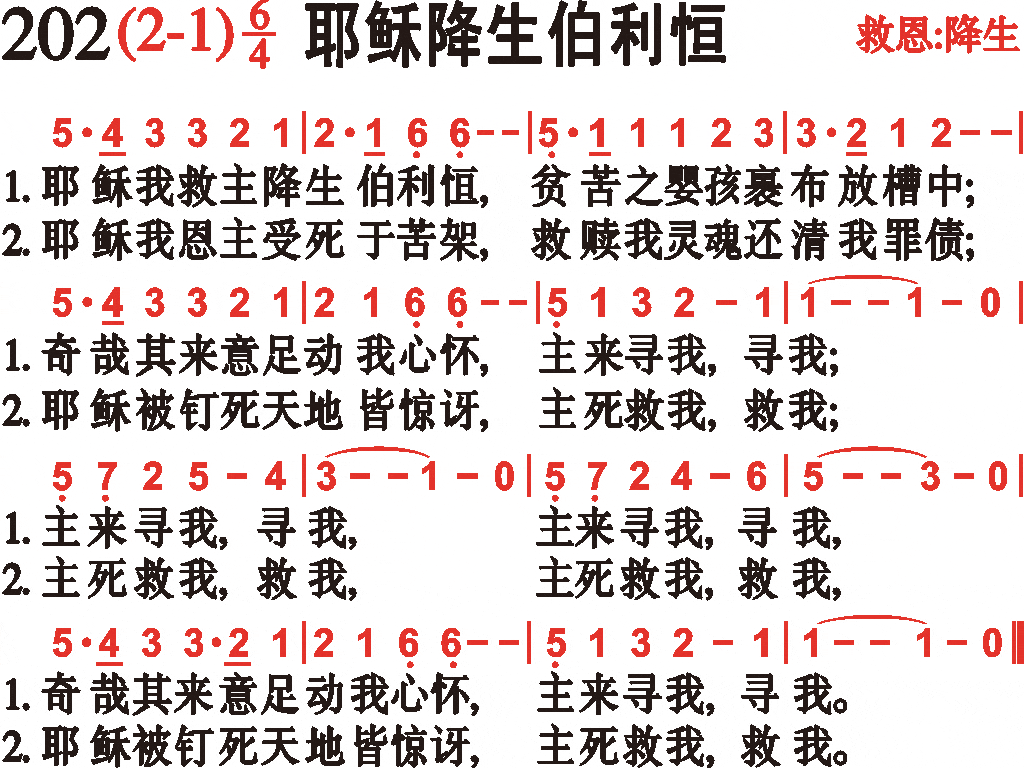 202 (2-1) 6/4 耶稣降生伯利恒 救恩:降生
5·4 3 3 2 1|2·1 6 6--|5·1 1 1 2 3|3·2 1 2--|
1.耶稣我救主降生伯利恒, 贫苦之婴孩裹布放槽中;
2.耶稣我恩主受死于苦架, 救赎我灵魂还清我罪债;
5·4 3 3 2 1|2 1 6 6--|5 1 3 2-1|1--1-0|
1.奇哉其来意足动我心怀, 主来寻我, 寻我;
2.耶稣被钉死天地皆惊讶, 主死救我, 救我;
5 7 2 5-4|3--1-0|5 7 2 4-6|5--3-0|
1.主来寻我, 寻我, 主来寻我, 寻我,
2.主死救我, 救我, 主死救我, 救我,
5·4 3 3·2 1|2 1 6 6--|5 1 3 2-1|1--1-0‖
1.奇哉其来意足动我心怀, 主来寻我, 寻我。
2.耶稣被钉死天地皆惊讶, 主死救我, 救我。